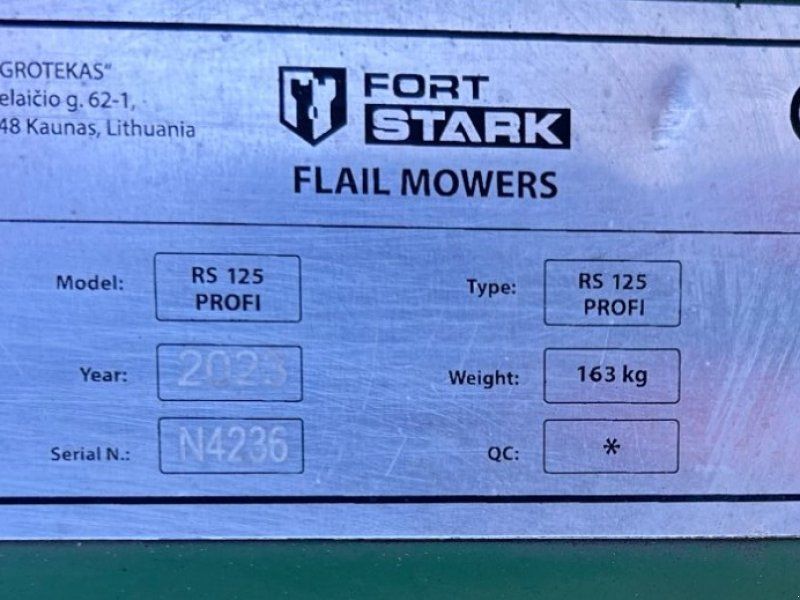 GROTEKAS“
elaičio g. 62-1,
48 Kaunas, Lithuania
FORT
STARK
FLAIL MOWERS
Model: RS 125 PROFI
Type: RS 125 PROFI
Year: 2023
Weight: 163 kg
Serial N.: N4236
QC: *